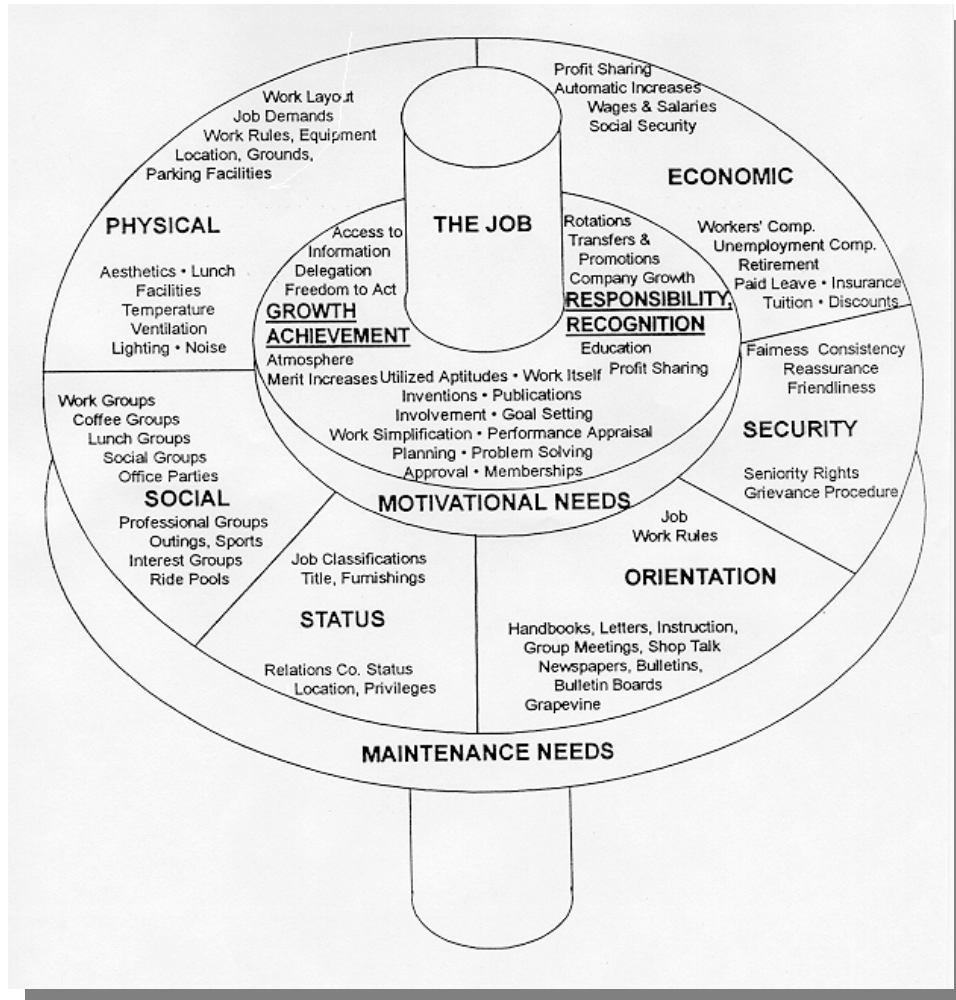 Work Layout
Job Demands
Work Rules, Equipment
Location, Grounds,
Parking Facilities
PHYSICAL
Aesthetics • Lunch
Facilities
Temperature
Ventilation
Lighting • Noise
Profit Sharing
Automatic Increases
Wages & Salaries
Social Security
ECONOMIC
Workers' Comp.
Unemployment Comp.
Retirement
Paid Leave • Insurance
Tuition • Discounts
THE JOB
Access to
Information
Delegation
Freedom to Act
GROWTH
ACHIEVEMENT
Atmosphere
Merit Increases
Rotations
Transfers &
Promotions
Company Growth
RESPONSIBILITY,
RECOGNITION
Education
Profit Sharing
Utilized Aptitudes • Work Itself
Inventions • Publications
Involvement • Goal Setting
Work Simplification • Performance Appraisal
Planning • Problem Solving
Approval • Memberships
MOTIVATIONAL NEEDS
Fairness Consistency
Reassurance
Friendliness
SECURITY
Seniority Rights
Grievance Procedure
Work Groups
Coffee Groups
Lunch Groups
Social Groups
Office Parties
SOCIAL
Professional Groups
Outings, Sports
Interest Groups
Ride Pools
Job Classifications
Title, Furnishings
STATUS
Relations Co. Status
Location, Privileges
Job
Work Rules
ORIENTATION
Handbooks, Letters, Instruction,
Group Meetings, Shop Talk
Newspapers, Bulletins,
Bulletin Boards
Grapevine
MAINTENANCE NEEDS